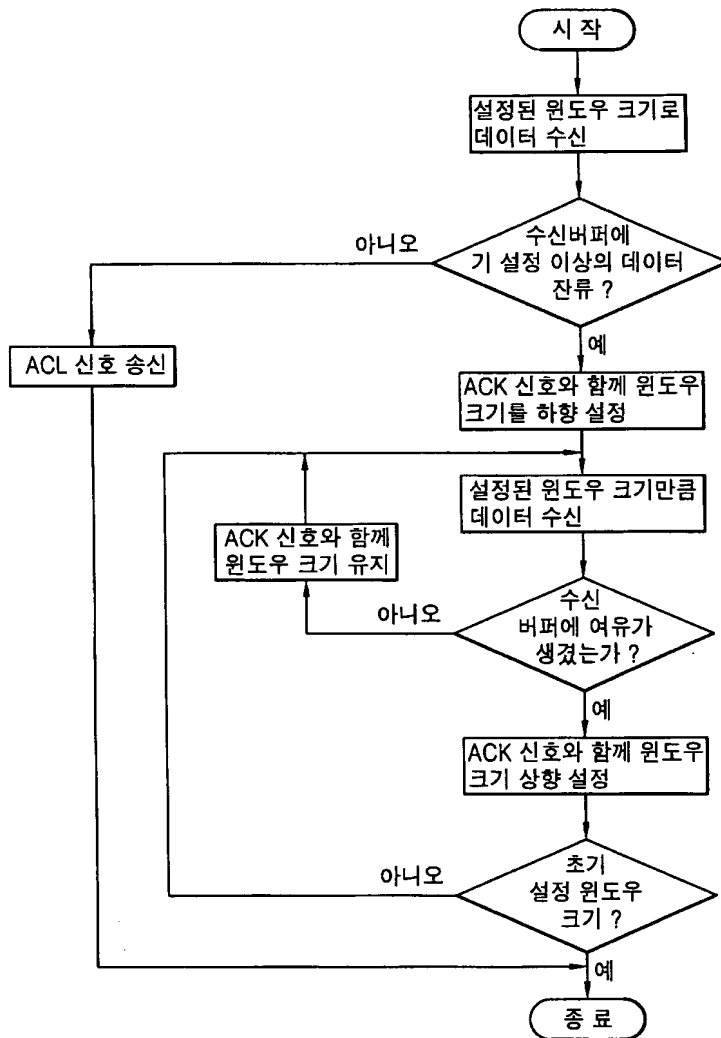 시 작
설정된 윈도우 크기로
데이터 수신
수신버퍼에
기 설정 이상의 데이터
잔류 ?
아니오
예
ACL 신호 송신
ACK 신호와 함께 윈도우
크기를 하향 설정
설정된 윈도우 크기만큼
데이터 수신
ACK 신호와 함께
윈도우 크기 유지
수신
버퍼에 여유가
생겼는가 ?
아니오
예
ACK 신호와 함께 윈도우
크기 상향 설정
초기
설정 윈도우
크기 ?
아니오
예
종 료